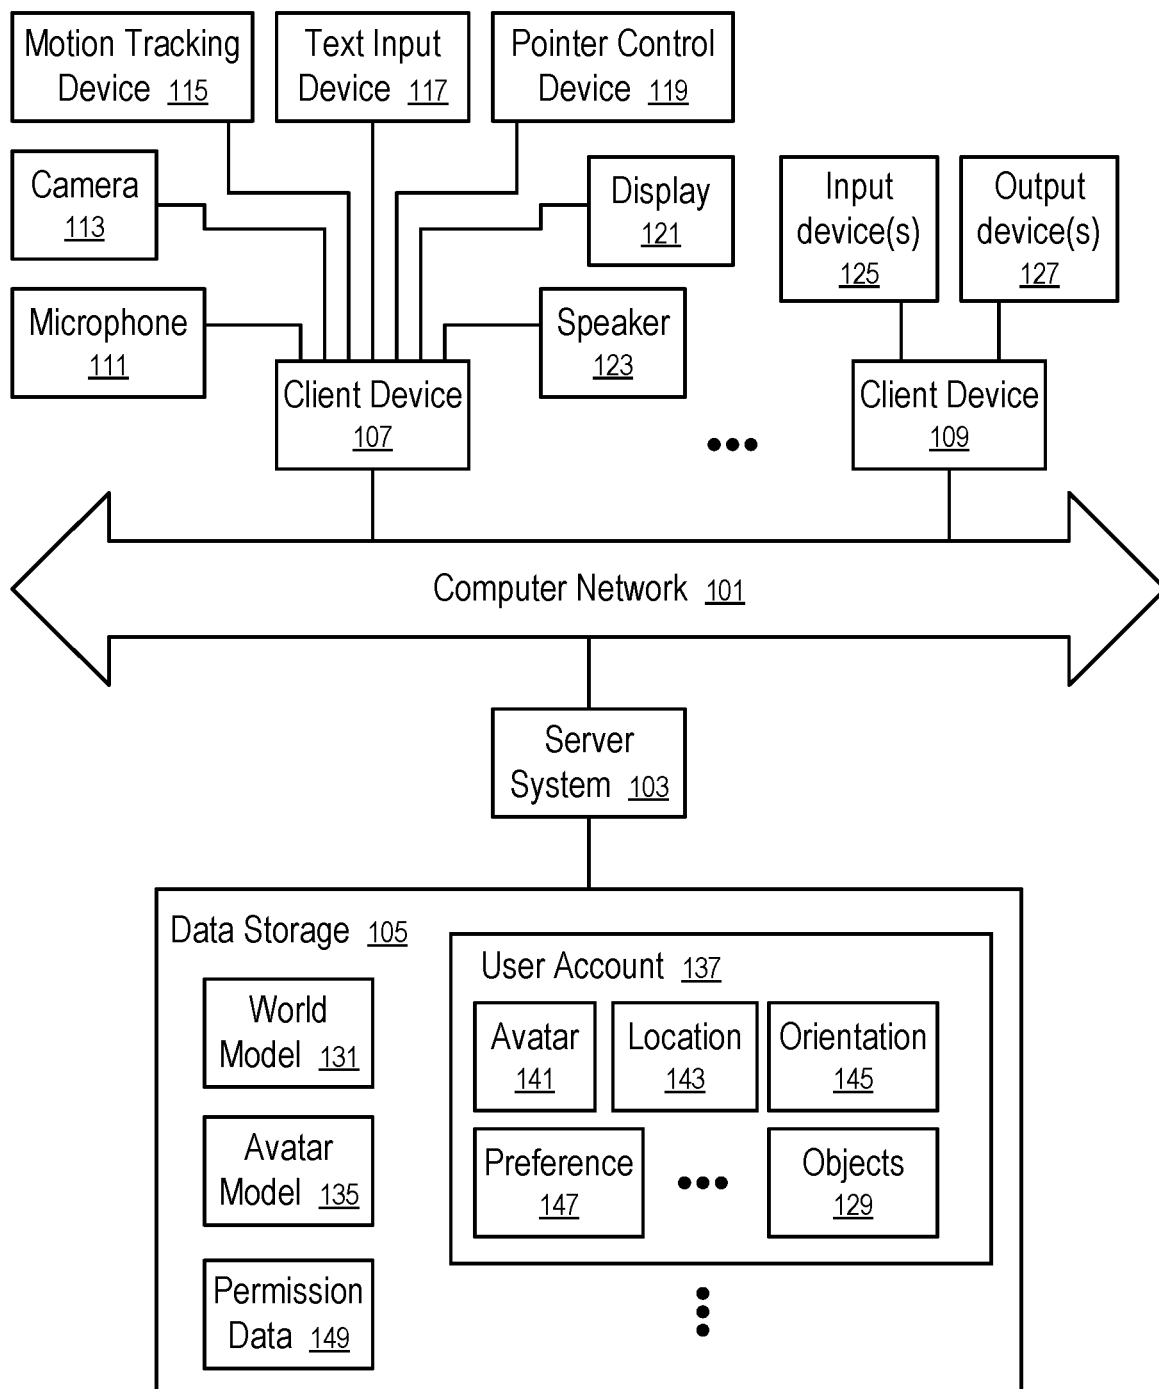 Motion Tracking
Device 115
Text Input
Device 117
Pointer Control
Device 119
Camera
113
Display
121
Input
device(s)
125
Output
device(s)
127
Microphone
111
Speaker
123
Client Device
107
Client Device
109
Computer Network 101
Server
System 103
Data Storage 105
User Account 137
World
Model 131
Avatar
141
Location
143
Orientation
145
Avatar
Model 135
Preference
147
Objects
129
Permission
Data 149